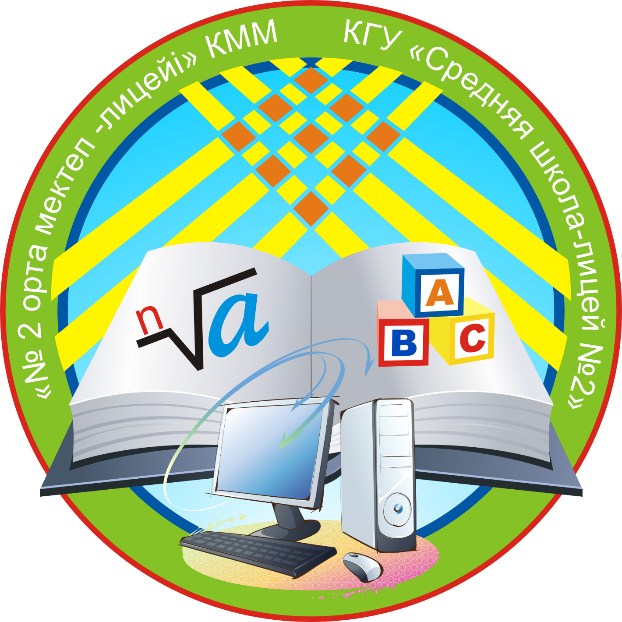 «№ 2 орта мектеп -лицейі» КММ
КГУ «Средняя школа-лицей №2»
n√a
A
B C